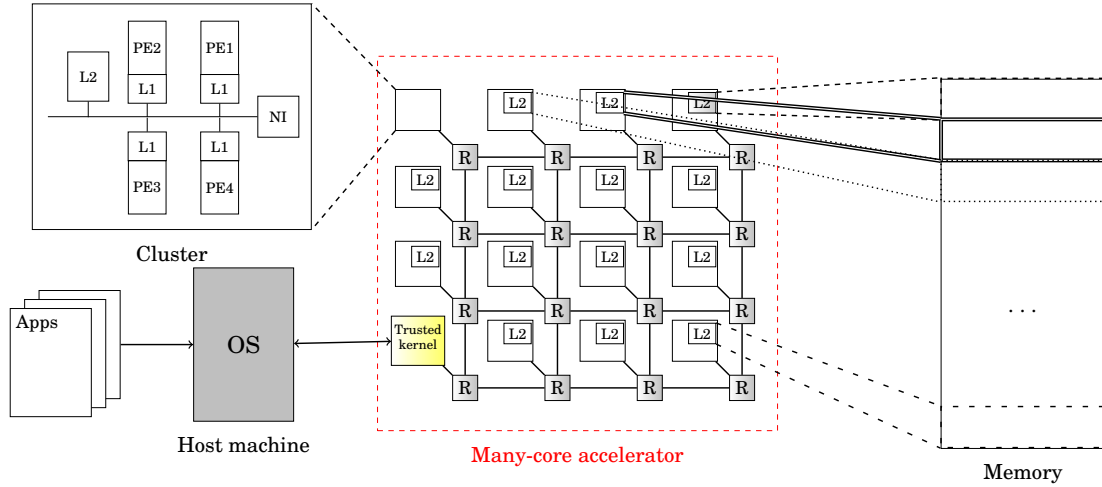 PE2 PE1
L2
L1 L1
NI
L1 L1
PE3 PE4
Cluster
L2 L2 L2
R R R R
L2 L2 L2 L2
R R R R
L2 L2 L2 L2
R R R R
Trusted
kernel
L2 L2 L2
R R R R
Apps
OS
Host machine
Many-core accelerator
. . .
Memory